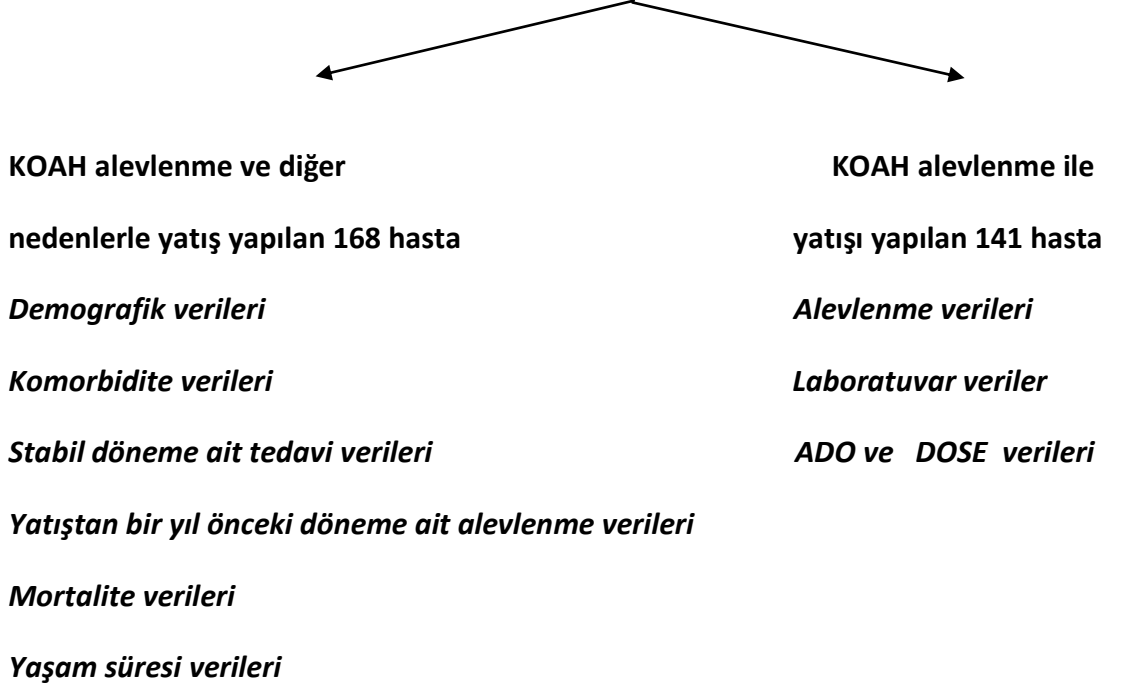 KOAH alevlenme ve diğer
nedenlerle yatış yapılan 168 hasta
Demografik verileri
Komorbidite verileri
Stabil döneme ait tedavi verileri
Yatıştan bir yıl önceki döneme ait alevlenme verileri
Mortalite verileri
Yaşam süresi verileri
KOAH alevlenme ile
yatışı yapılan 141 hasta
Alevlenme verileri
Laboratuvar veriler
ADO ve DOSE verileri